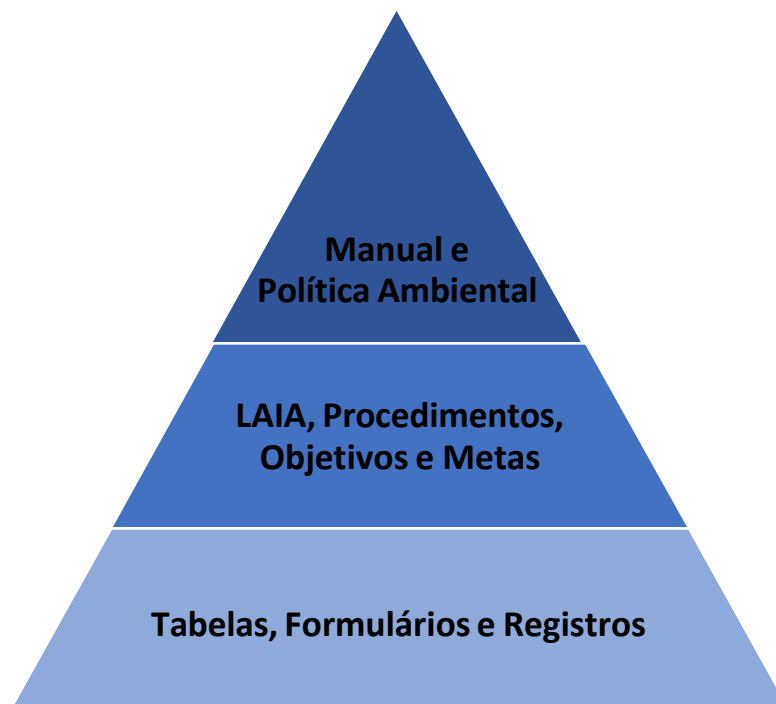 Manual e
Política Ambiental
LAIA, Procedimentos,
Objetivos e Metas
Tabelas, Formulários e Registros